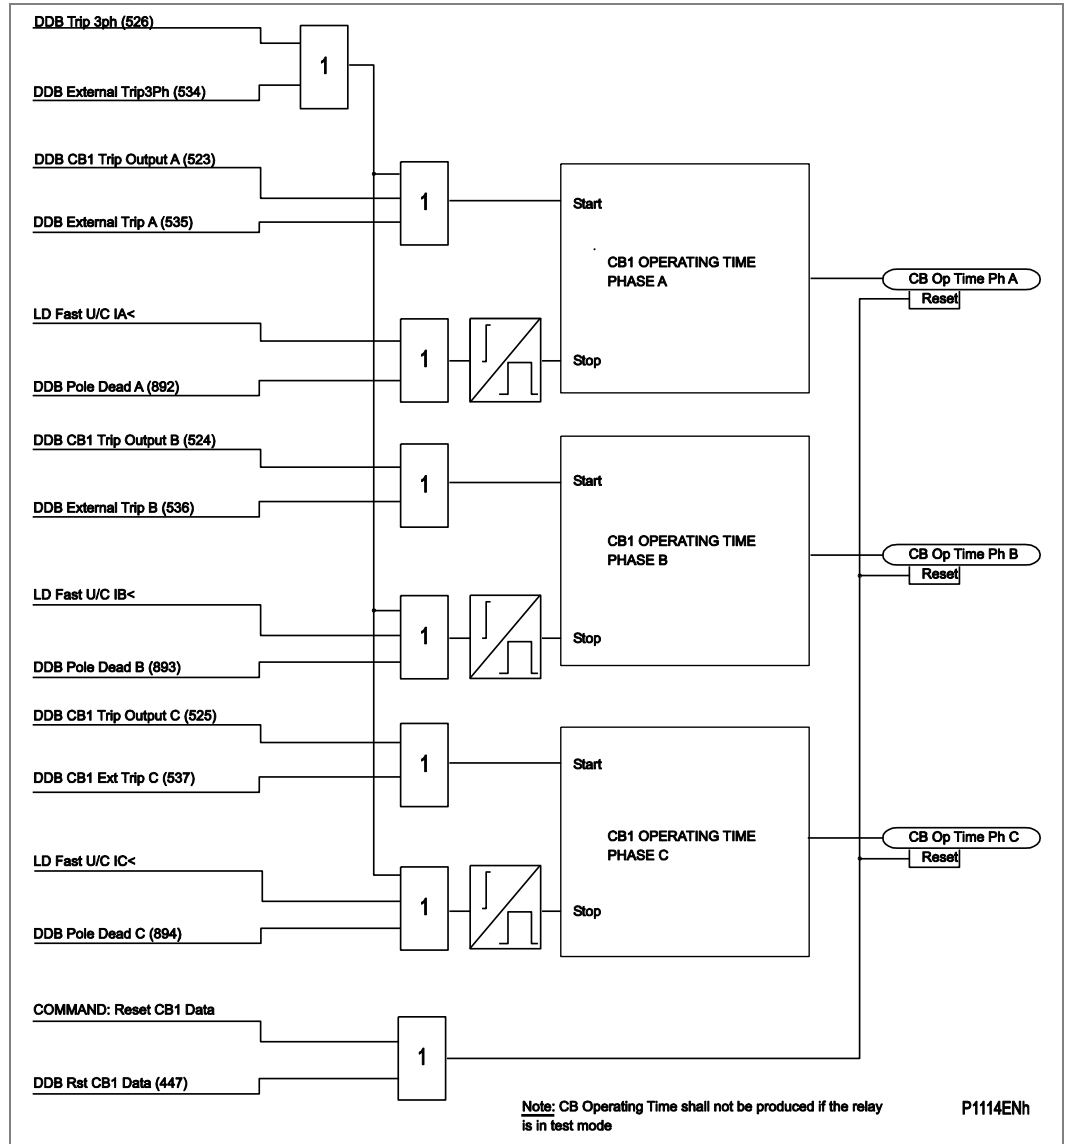 DDB Trip 3ph (526)
1
DDB External Trip3Ph (534)
DDB CB1 Trip Output A (523)
1
Start
DDB External Trip A (535)
CB1 OPERATING TIME
PHASE A
CB Op Time Ph A
Reset
LD Fast U/C IA<
1
Stop
DDB Pole Dead A (892)
DDB CB1 Trip Output B (524)
1
Start
DDB External Trip B (536)
CB1 OPERATING TIME
PHASE B
CB Op Time Ph B
Reset
LD Fast U/C IB<
1
Stop
DDB Pole Dead B (893)
DDB CB1 Trip Output C (525)
1
Start
DDB CB1 Ext Trip C (537)
CB1 OPERATING TIME
PHASE C
CB Op Time Ph C
Reset
LD Fast U/C IC<
1
Stop
DDB Pole Dead C (894)
COMMAND: Reset CB1 Data
1
DDB Rst CB1 Data (447)
Note: CB Operating Time shall not be produced if the relay
is in test mode
P1114ENh